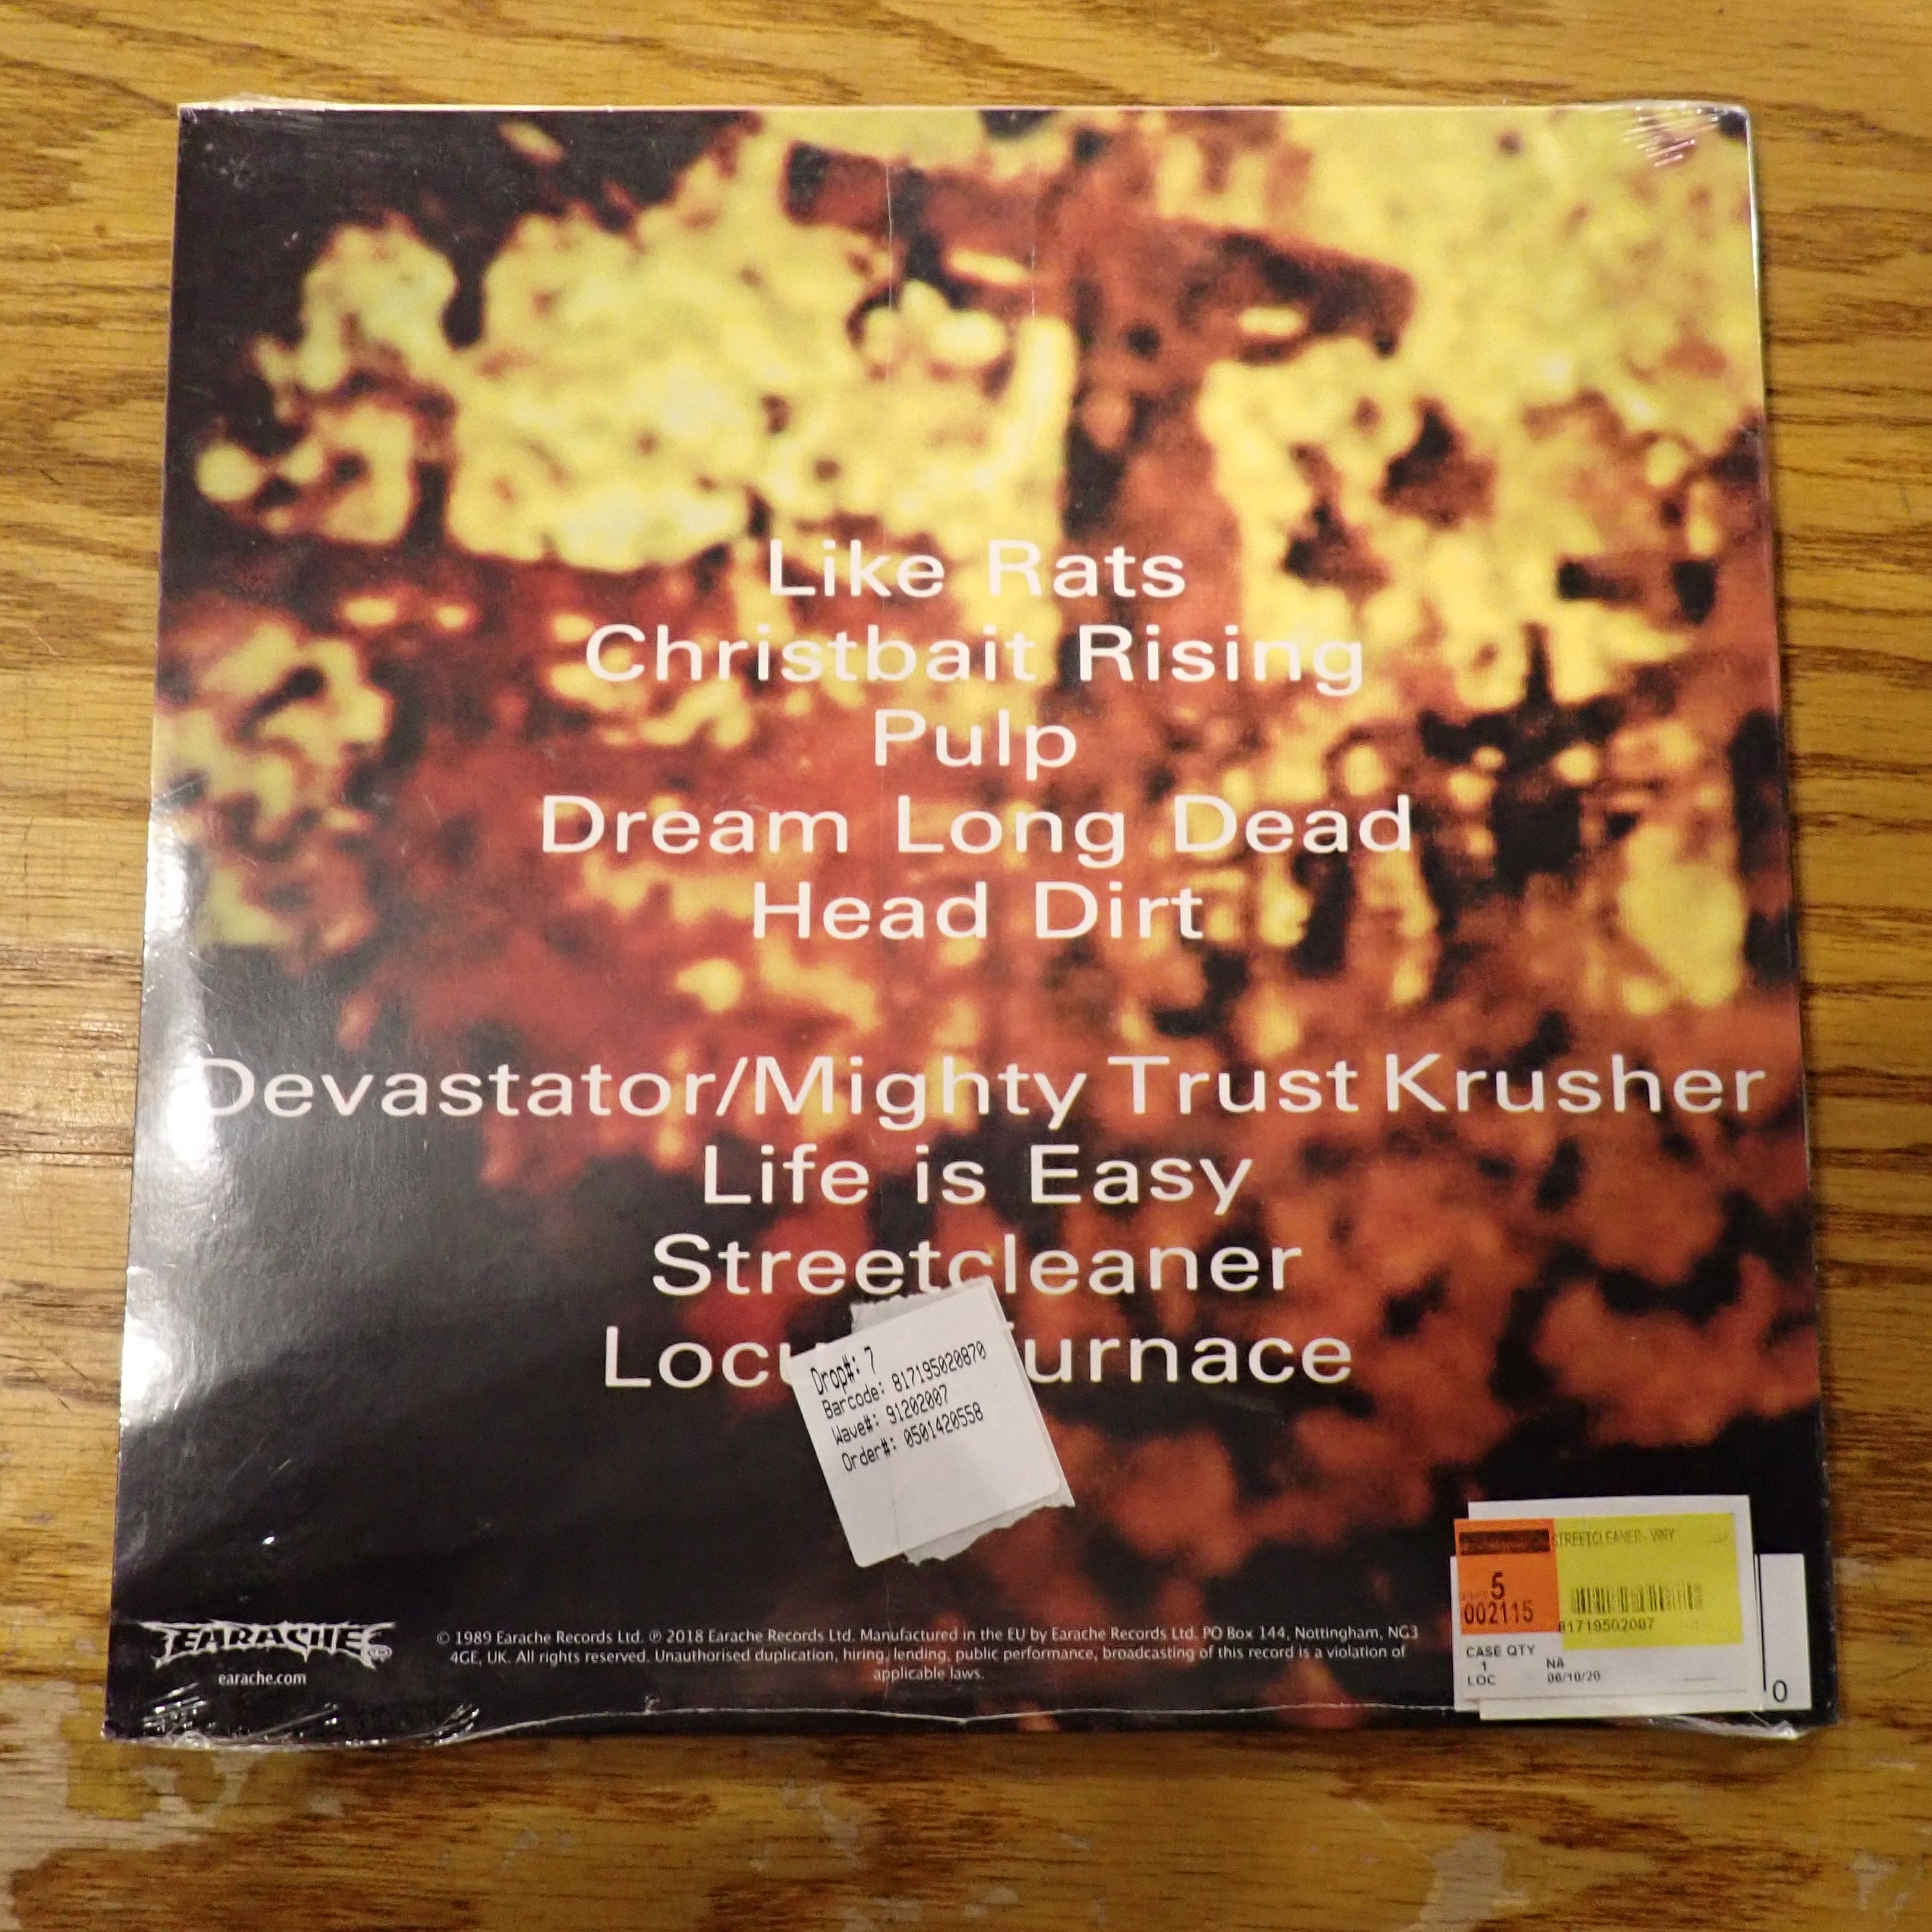 Like Rats
Christbait Rising
Pulp
Dream Long Dead
Head Dirt
Devastator/Mighty Trust Krusher
Life is Easy
Streetcleaner
Locu urnace
Drop#: 7
Barcode: 817195020870
Wave#: 91202007
Order#: 0501420558
STREETCLEANER-VINY
5
002115
81719502087
CASE QTY
1 NA
LOC 06/10/20
0
EARACHE
earache.com
© 1989 Earache Records Ltd. ℗ 2018 Earache Records Ltd. Manufactured in the EU by Earache Records Ltd. PO Box 144, Nottingham, NG3
4GE, UK. All rights reserved. Unauthorised duplication, hiring, lending, public performance, broadcasting of this record is a violation of
applicable laws.